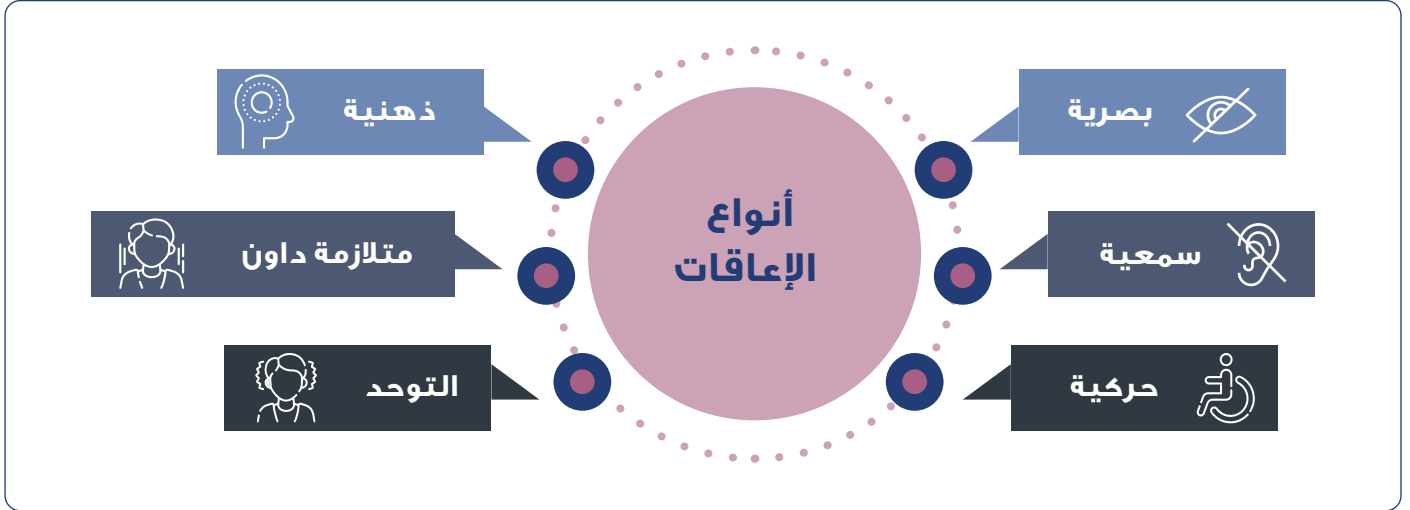 أنواع
الإعاقات
بصرية
سمعية
حركية
ذهنية
متلازمة داون
التوحد